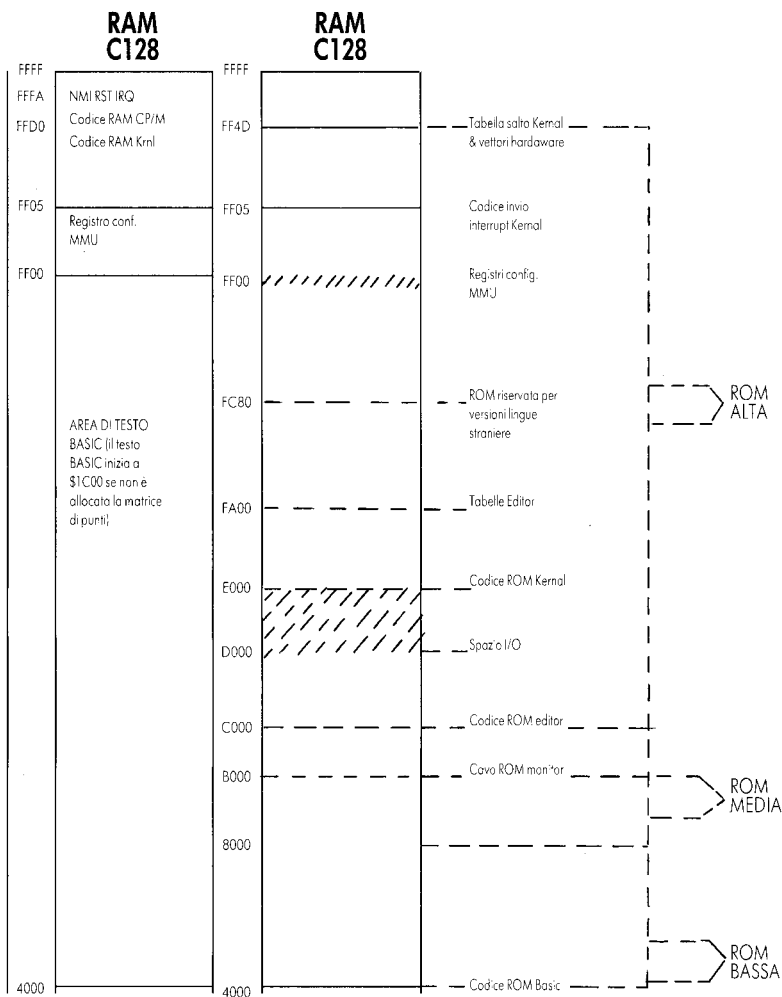 RAM
C128
RAM
C128
FFFF
FFFA
NMI RST IRQ
Codice RAM CP/M
FFD0
Codice RAM Krnl
FF05
Registro conf.
MMU
FF00
AREA DI TESTO
BASIC (il testo
BASIC inizia a
$1C00 se non è
allocata la matrice
di punti)
4000
FFFF
FF4D
Tabella salto Kernal
& vettori hardaware
FF05
Codice invio
interrupt Kernal
FF00
Registri config.
MMU
FC80
ROM riservata per
versioni lingue
straniere
FA00
Tabelle Editor
E000
Codice ROM Kernal
D000
Spazio I/O
C000
Codice ROM editor
B000
Cavo ROM monitor
8000
4000
Codice ROM Basic
ROM
ALTA
ROM
MEDIA
ROM
BASSA